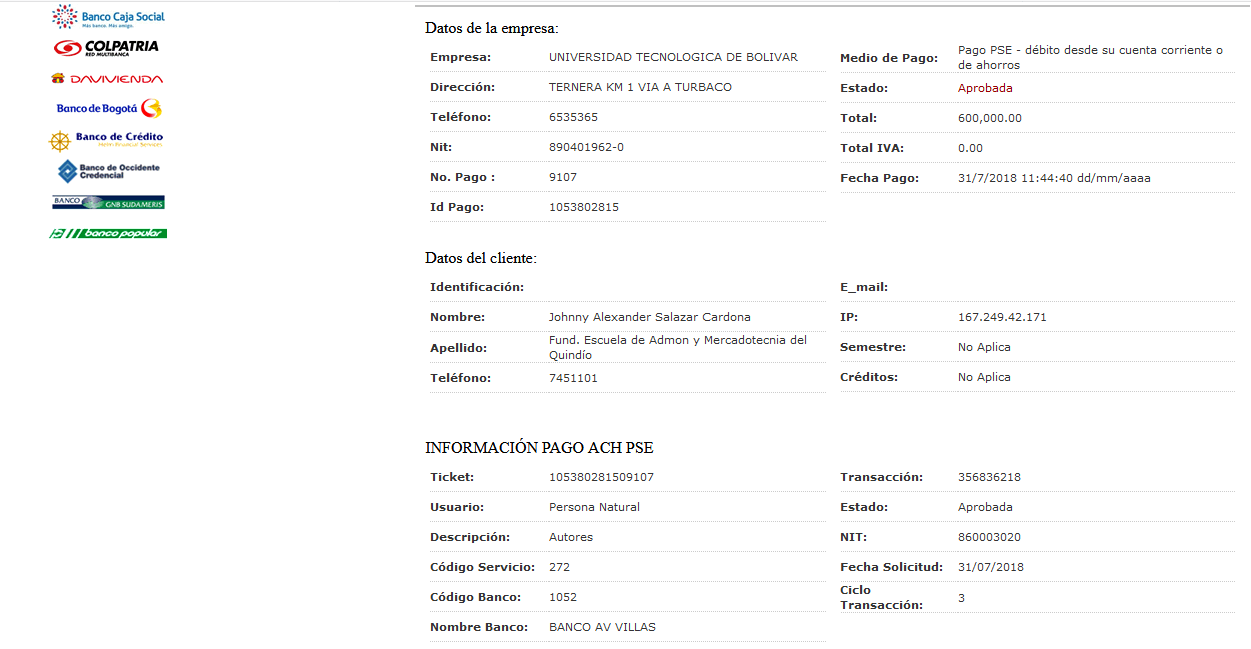 Banco Caja Social
Más banco. Más amigo.
COLPATRIA
RED MULTIBANCA
DAVIVIENDA
Banco de Bogotá
Banco de Crédito
Helm Financial Services
Banco de Occidente
Credencial
BANCO GNB SUDAMERIS
banco popular
Datos de la empresa:
Empresa: UNIVERSIDAD TECNOLOGICA DE BOLIVAR
Dirección: TERNERA KM 1 VIA A TURBACO
Teléfono: 6535365
Nit: 890401962-0
No. Pago : 9107
Id Pago: 1053802815
Medio de Pago: Pago PSE - débito desde su cuenta corriente o
de ahorros
Estado: Aprobada
Total: 600,000.00
Total IVA: 0.00
Fecha Pago: 31/7/2018 11:44:40 dd/mm/aaaa
Datos del cliente:
Identificación:
Nombre: Johnny Alexander Salazar Cardona
Apellido: Fund. Escuela de Admon y Mercadotecnia del
Quindío
Teléfono: 7451101
E_mail:
IP: 167.249.42.171
Semestre: No Aplica
Créditos: No Aplica
INFORMACIÓN PAGO ACH PSE
Ticket: 105380281509107
Usuario: Persona Natural
Descripción: Autores
Código Servicio: 272
Código Banco: 1052
Nombre Banco: BANCO AV VILLAS
Transacción: 356836218
Estado: Aprobada
NIT: 860003020
Fecha Solicitud: 31/07/2018
Ciclo
Transacción: 3